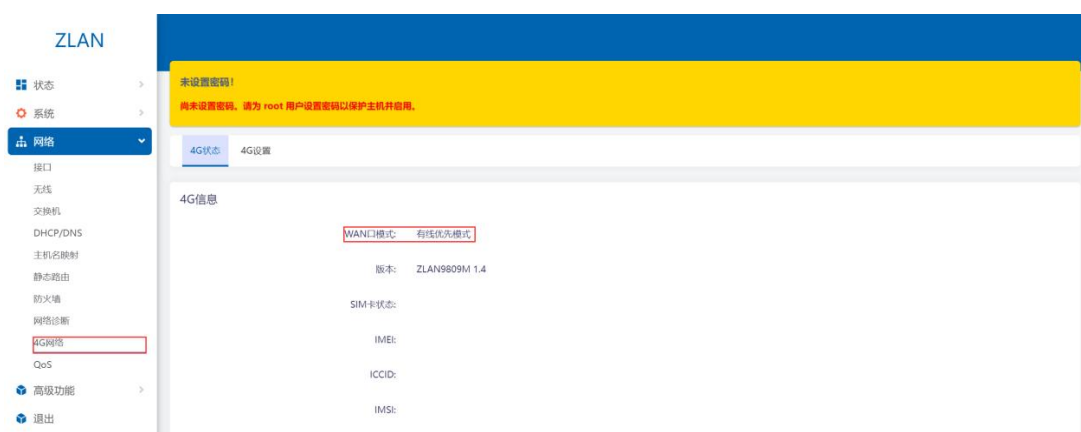 ZLAN
状态
系统
网络
接口
无线
交换机
DHCP/DNS
主机名映射
静态路由
防火墙
网络诊断
4G网络
QoS
高级功能
退出
未设置密码!
尚未设置密码。请为 root 用户设置密码以保护主机并启用。
4G状态 4G设置
4G信息
WAN口模式: 有线优先模式
版本: ZLAN9809M 1.4
SIM卡状态:
IMEI:
ICCID:
IMSI: